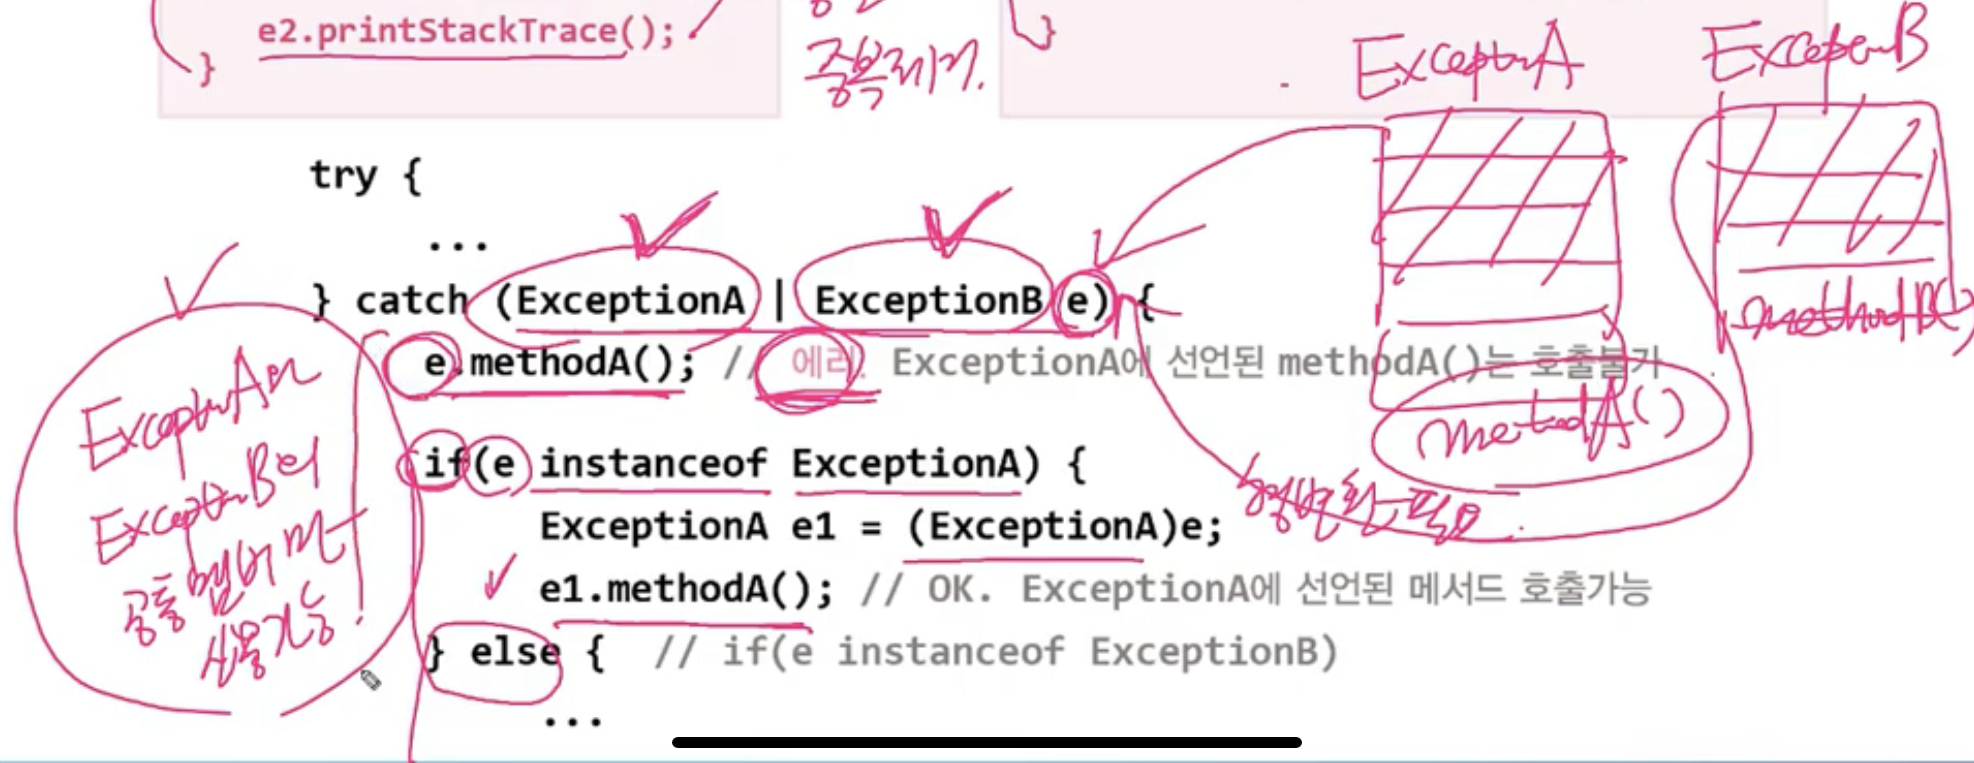 e2.printStackTrace();
}
}
중복제거.
ExceptionA
ExceptionB
try {
...
} catch (ExceptionA | ExceptionB e) {
methodB()
e.methodA(); // 에러. ExceptionA에 선언된 methodA()는 호출불가
methodA()
if(e instanceof ExceptionA) {
형변환 필요
ExceptionA e1 = (ExceptionA)e;
e1.methodA(); // OK. ExceptionA에 선언된 메서드 호출가능
} else { // if(e instanceof ExceptionB)
...
ExceptionA와
ExceptionB의
공통 멤버만
사용가능